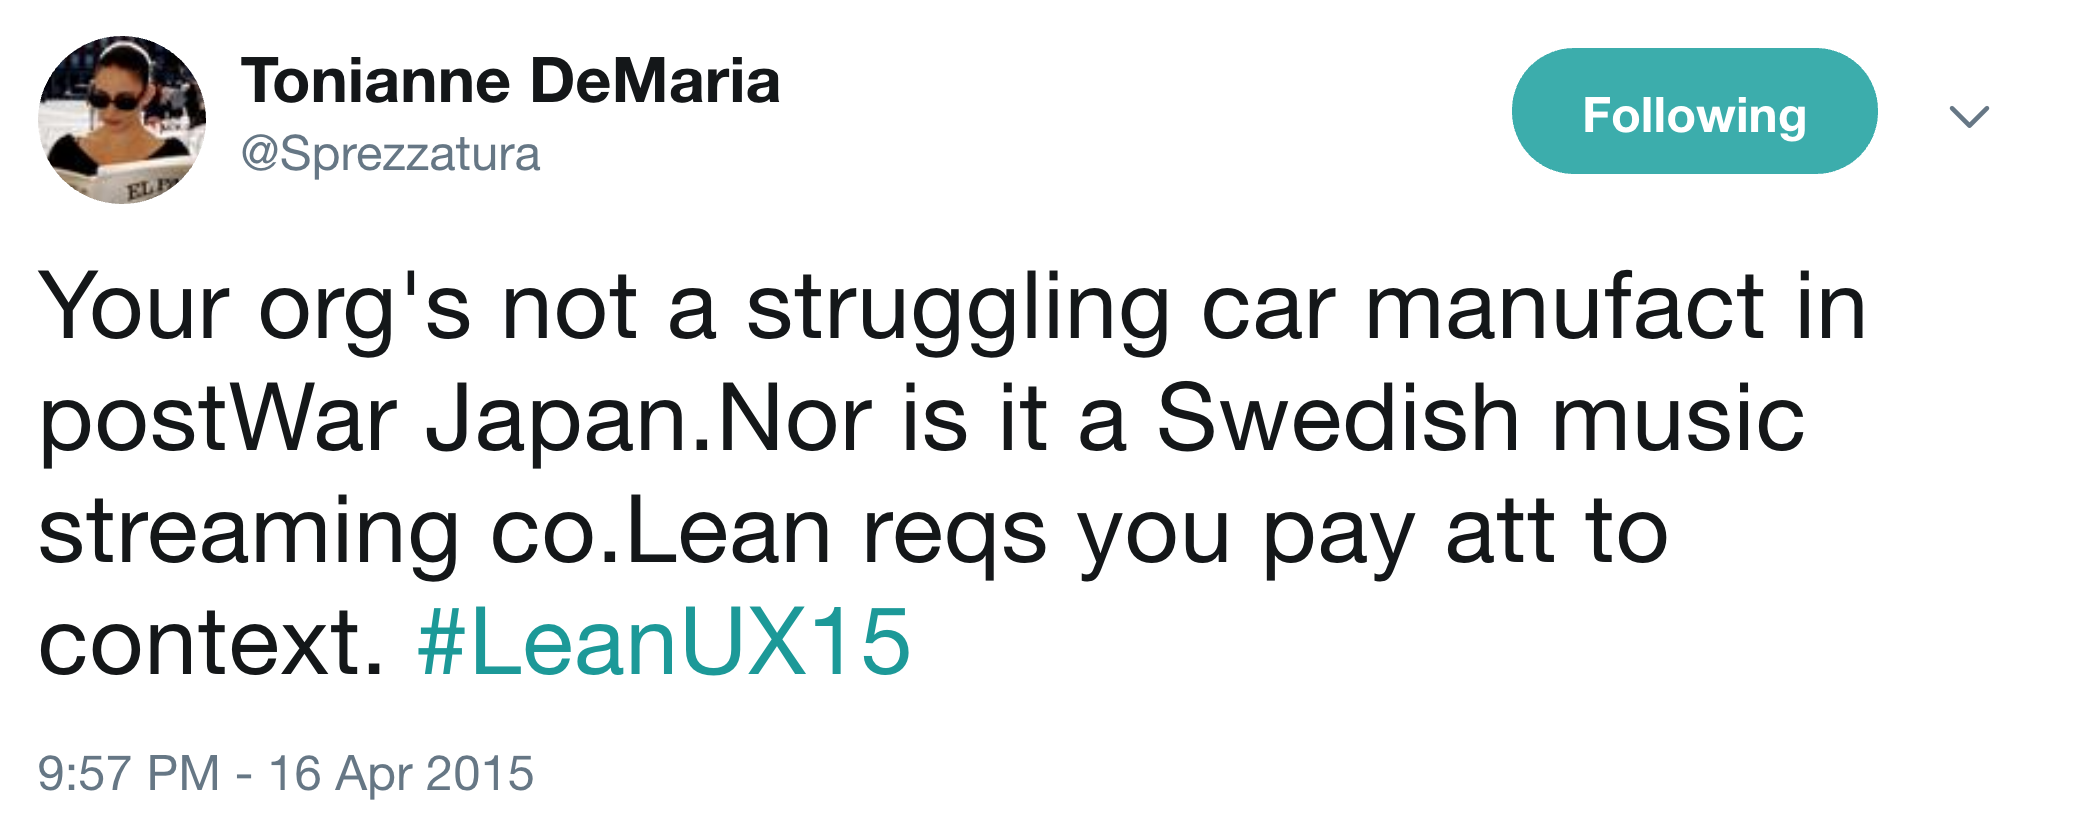 Tonianne DeMaria
@Sprezzatura
Following
Your org's not a struggling car manufact in
postWar Japan.Nor is it a Swedish music
streaming co.Lean reqs you pay att to
context. #LeanUX15
9:57 PM - 16 Apr 2015
EL